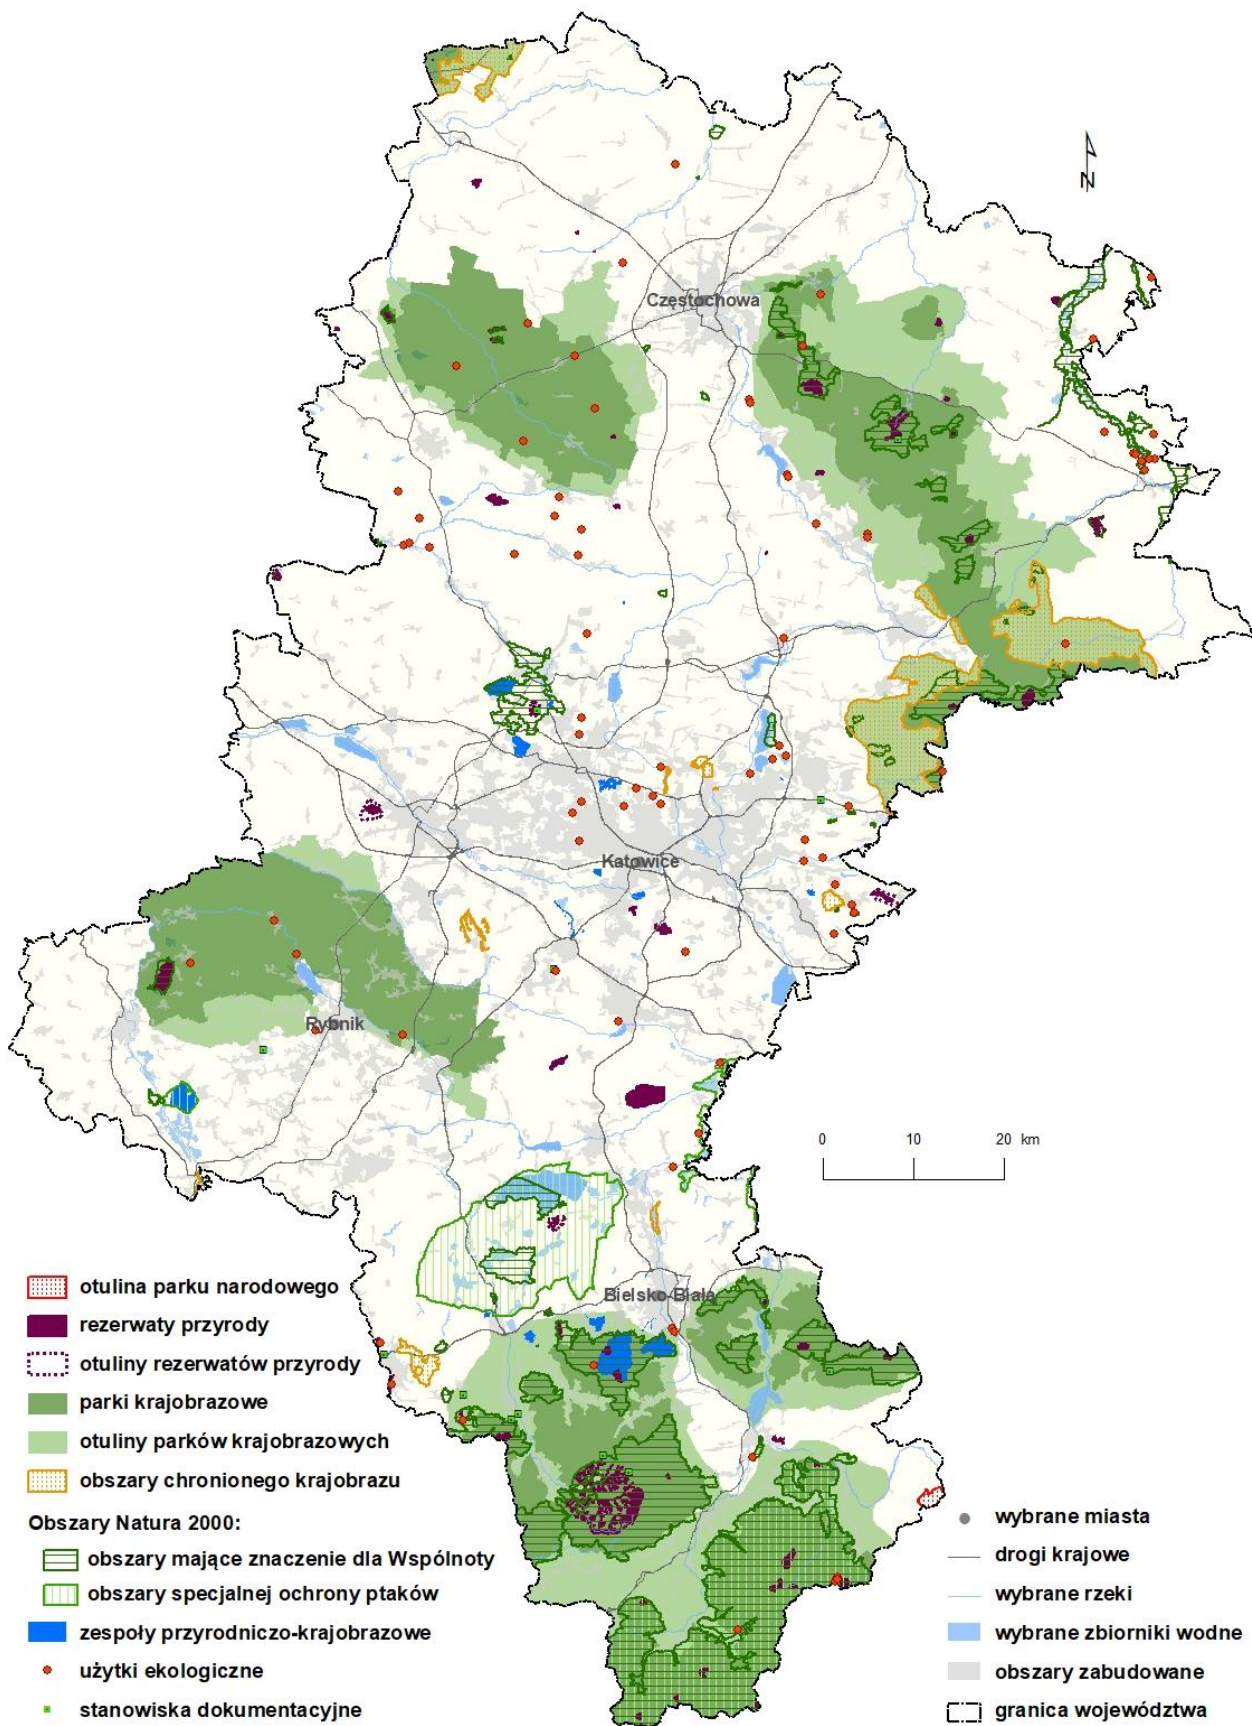 N
Częstochowa
Katowice
Rybnik
0 10 20 km
Bielsko-Biała
otulina parku narodowego
rezerwaty przyrody
otuliny rezerwatów przyrody
parki krajobrazowe
otuliny parków krajobrazowych
obszary chronionego krajobrazu
Obszary Natura 2000:
obszary mające znaczenie dla Wspólnoty
obszary specjalnej ochrony ptaków
zespoły przyrodniczo-krajobrazowe
użytki ekologiczne
stanowiska dokumentacyjne
wybrane miasta
drogi krajowe
wybrane rzeki
wybrane zbiorniki wodne
obszary zabudowane
granica województwa